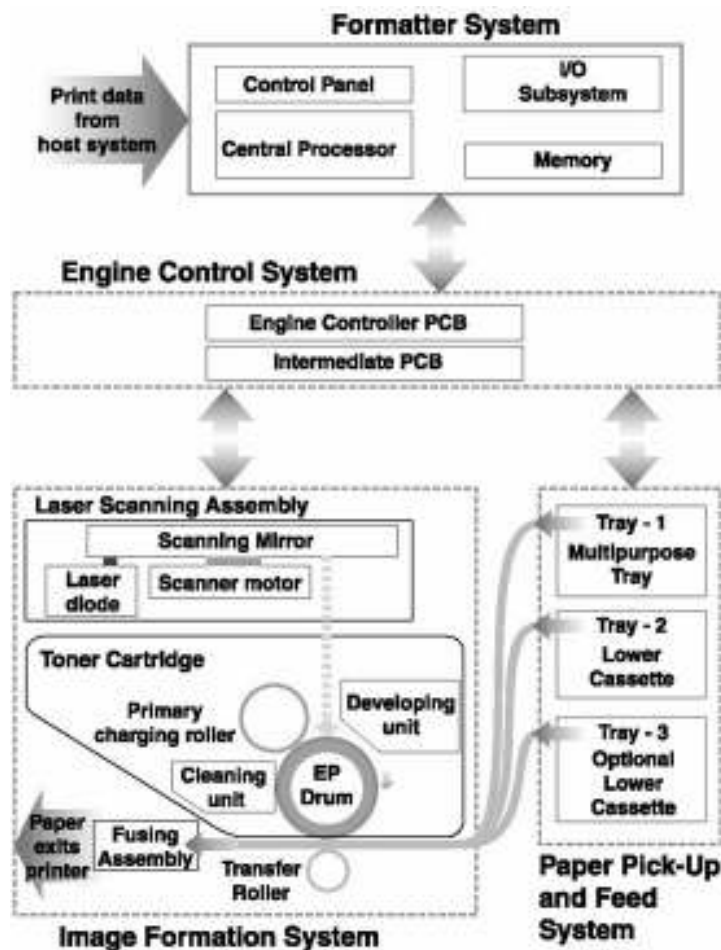 Formatter System
Print data
from
host system
Control Panel
Central Processor
I/O
Subsystem
Memory
Engine Control System
Engine Controller PCB
Intermediate PCB
Laser Scanning Assembly
Scanning Mirror
Laser
diode
Scanner motor
Toner Cartridge
Primary
charging roller
Developing
unit
Cleaning
unit
EP
Drum
Paper
exits
printer
Fusing
Assembly
Transfer
Roller
Image Formation System
Tray - 1
Multipurpose
Tray
Tray - 2
Lower
Cassette
Tray - 3
Optional
Lower
Cassette
Paper Pick-Up
and Feed
System